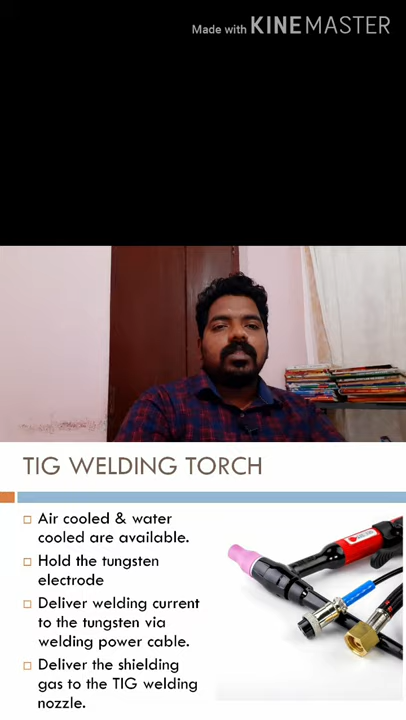 Made with KINEMASTER
TIG WELDING TORCH
Air cooled & water
cooled are available.
Hold the tungsten
electrode
Deliver welding current
to the tungsten via
welding power cable.
Deliver the shielding
gas to the TIG welding
nozzle.